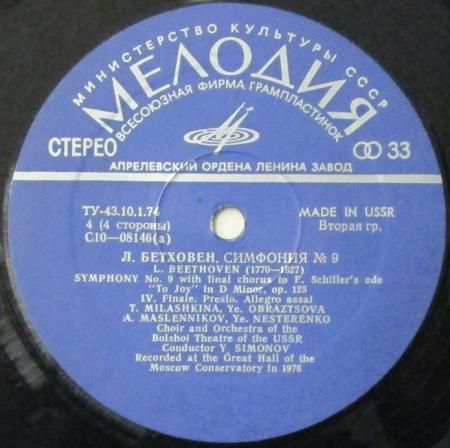 МИНИСТЕРСТВО КУЛЬТУРЫ СССР
МЕЛОДИЯ
ВСЕСОЮЗНАЯ ФИРМА ГРАМПЛАСТИНОК
СТЕРЕО
33
АПРЕЛЕВСКИЙ ОРДЕНА ЛЕНИНА ЗАВОД
ТУ-43.10.1.74
4 (4 стороны)
С10—08146(а)
MADE IN USSR
Вторая гр.
Л. БЕТХОВЕН, СИМФОНИЯ № 9
L. BEETHOVEN (1770—1827)
SYMPHONY No. 9 with final chorus to F. Schiller's ode
"To Joy" in D Minor, op. 125
IV. Finale. Presto. Allegro assai
T. MILASHKINA, Ye. OBRAZTSOVA
A. MASLENNIKOV, Ye. NESTERENKO
Choir and Orchestra of the
Bolshoi Theatre of the USSR
Conductor Y. SIMONOV
Recorded at the Great Hall of the
Moscow Conservatory in 1976